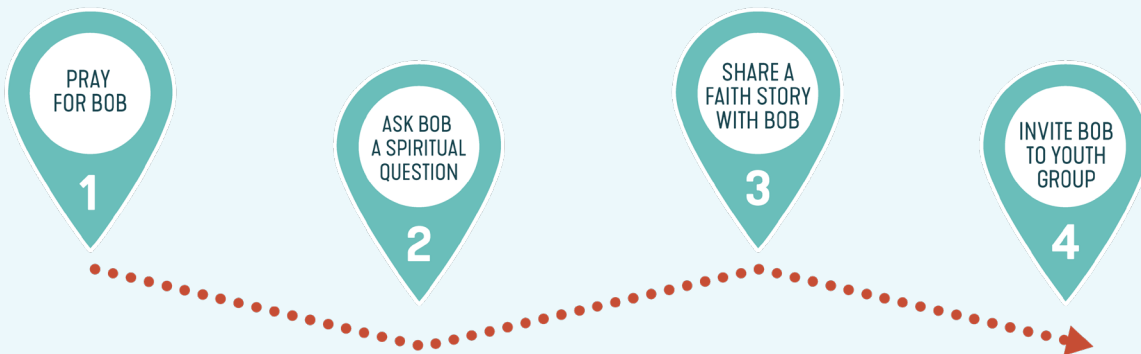 PRAY
FOR BOB
1
ASK BOB
A SPIRITUAL
QUESTION
2
SHARE A
FAITH STORY
WITH BOB
3
INVITE BOB
TO YOUTH
GROUP
4